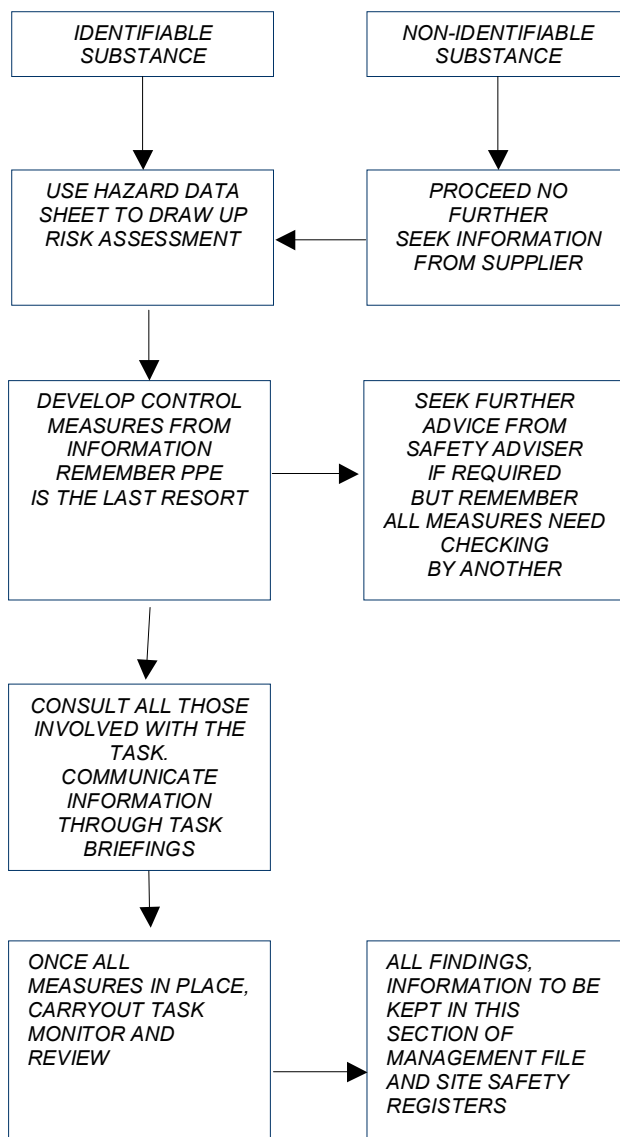 IDENTIFIABLE
SUBSTANCE
NON-IDENTIFIABLE
SUBSTANCE
USE HAZARD DATA
SHEET TO DRAW UP
RISK ASSESSMENT
PROCEED NO
FURTHER
SEEK INFORMATION
FROM SUPPLIER
DEVELOP CONTROL
MEASURES FROM
INFORMATION
REMEMBER PPE
IS THE LAST RESORT
SEEK FURTHER
ADVICE FROM
SAFETY ADVISER
IF REQUIRED
BUT REMEMBER
ALL MEASURES NEED
CHECKING
BY ANOTHER
CONSULT ALL THOSE
INVOLVED WITH THE
TASK.
COMMUNICATE
INFORMATION
THROUGH TASK
BRIEFINGS
ONCE ALL
MEASURES IN PLACE,
CARRYOUT TASK
MONITOR AND
REVIEW
ALL FINDINGS,
INFORMATION TO BE
KEPT IN THIS
SECTION OF
MANAGEMENT FILE
AND SITE SAFETY
REGISTERS